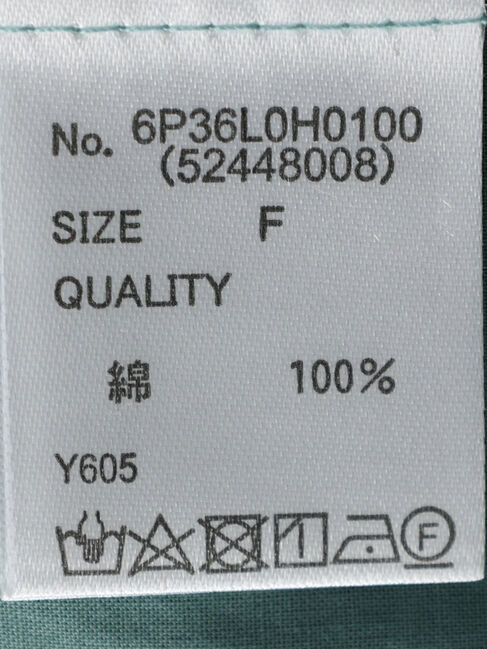 No. 6P36L0H0100
(52448008)
SIZE F
QUALITY
綿 100%
Y605
F